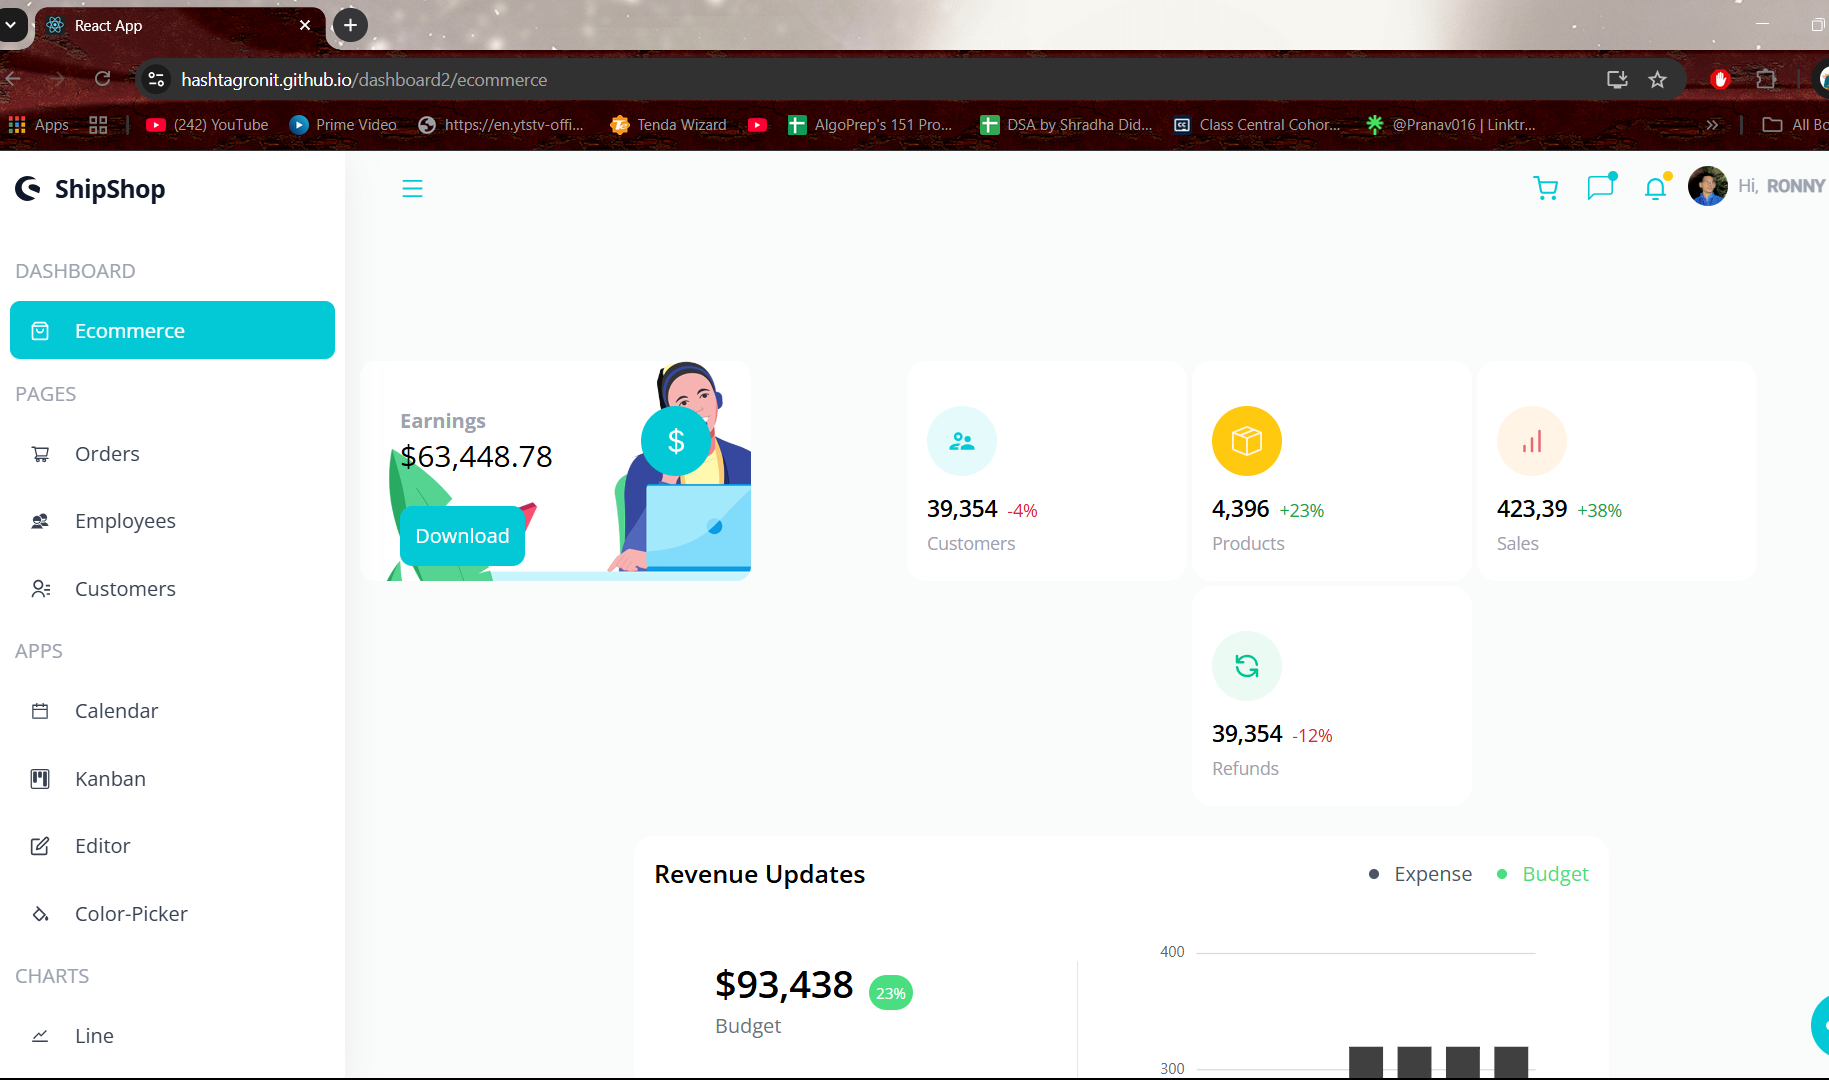 React App
hashtagronit.github.io/dashboard2/ecommerce
Apps
(242) YouTube
Prime Video
https://en.ytstv-offi...
Tenda Wizard
AlgoPrep's 151 Pro...
DSA by Shradha Did...
Class Central Cohor...
@Pranav016 | Linktr...
All Bo
ShipShop
Hi, RONNY
DASHBOARD
Ecommerce
PAGES
Orders
Employees
Customers
APPS
Calendar
Kanban
Editor
Color-Picker
CHARTS
Line
Earnings
$63,448.78
$
Download
39,354 -4%
Customers
4,396 +23%
Products
423,39 +38%
Sales
39,354 -12%
Refunds
Revenue Updates
Expense
Budget
$93,438 23%
Budget
400
300